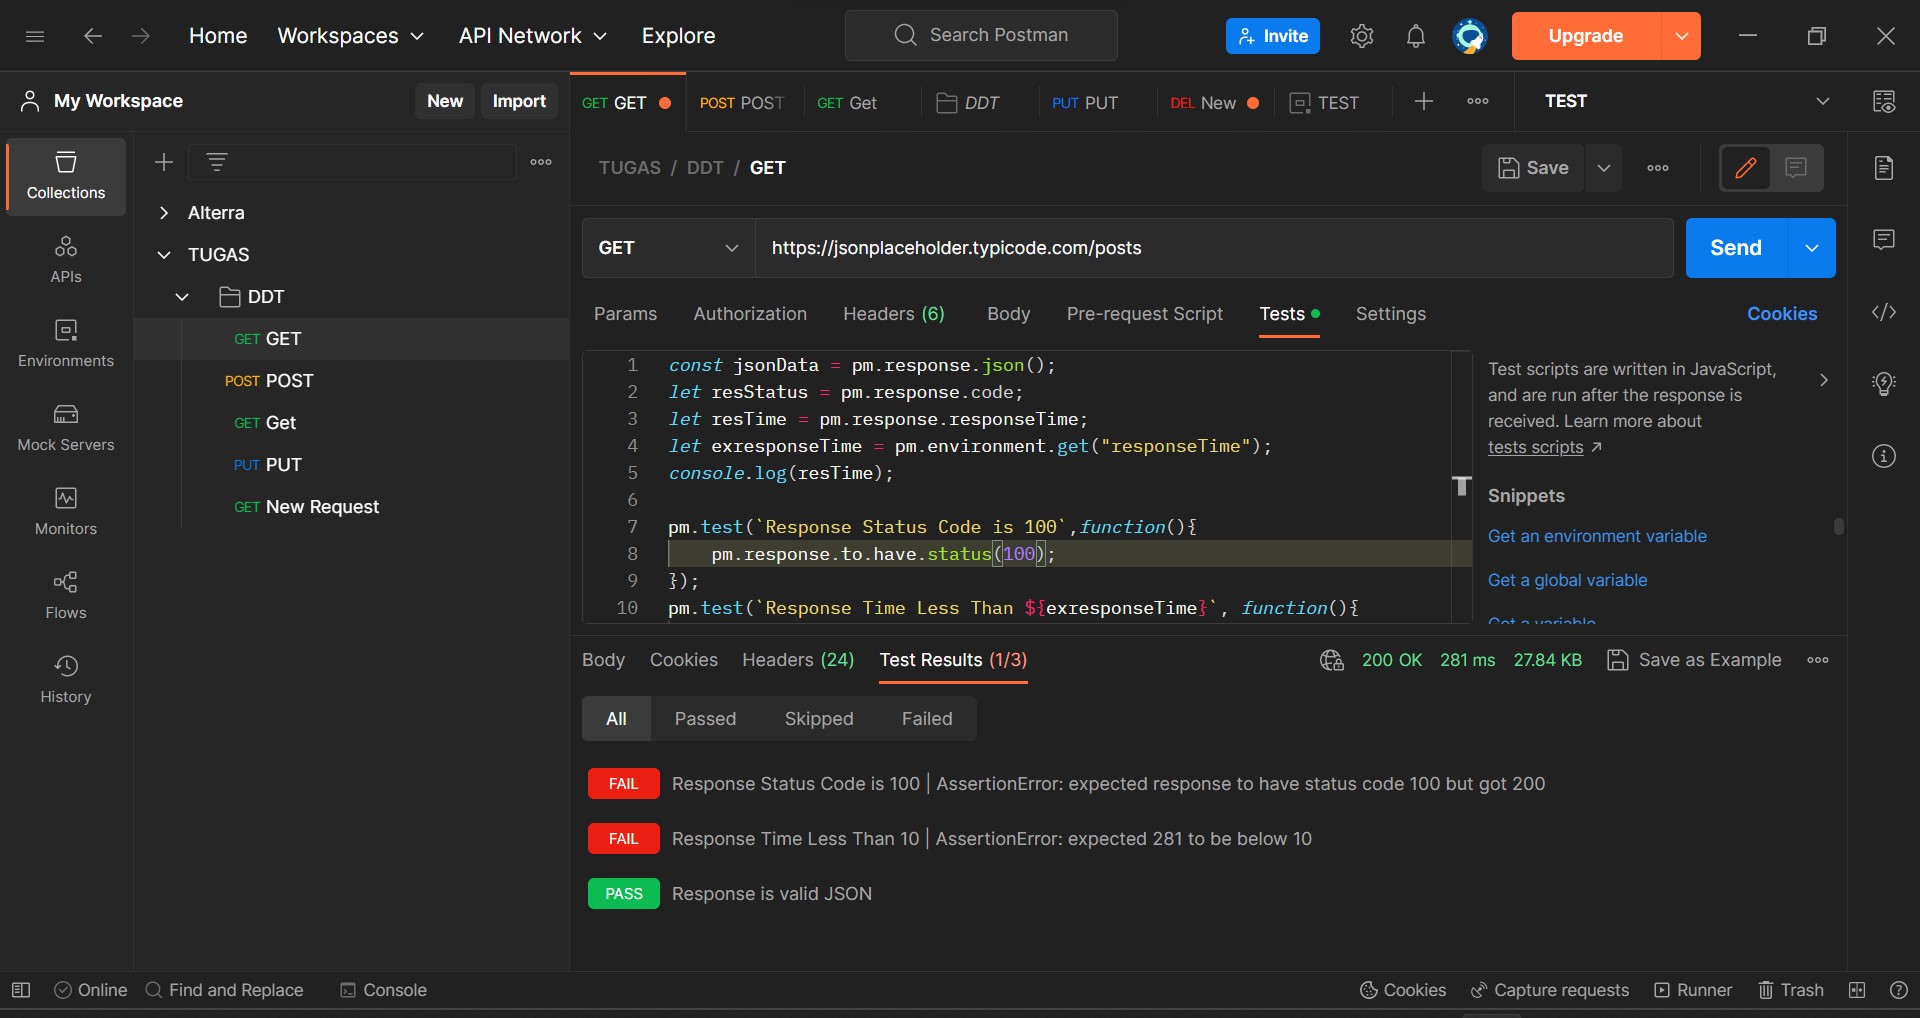 Home Workspaces API Network Explore Search Postman Invite Upgrade
My Workspace New Import
GET GET POST POST GET Get DDT PUT PUT DEL New TEST TEST
Collections
APIs
Environments
Mock Servers
Monitors
Flows
History
Alterra
TUGAS
DDT
GET GET
POST POST
GET Get
PUT PUT
GET New Request
TUGAS / DDT / GET Save
GET https://jsonplaceholder.typicode.com/posts Send
Params Authorization Headers (6) Body Pre-request Script Tests Settings Cookies
1 const jsonData = pm.response.json();
2 let resStatus = pm.response.code;
3 let resTime = pm.response.responseTime;
4 let exresponseTime = pm.environment.get("responseTime");
5 console.log(resTime);
6
7 pm.test(`Response Status Code is 100`,function(){
8 pm.response.to.have.status(100);
9 });
10 pm.test(`Response Time Less Than ${exresponseTime}`, function(){
Test scripts are written in JavaScript,
and are run after the response is
received. Learn more about
tests scripts ↗
Snippets
Get an environment variable
Get a global variable
Get a variable
Body Cookies Headers (24) Test Results (1/3) 200 OK 281 ms 27.84 KB Save as Example
All Passed Skipped Failed
FAIL Response Status Code is 100 | AssertionError: expected response to have status code 100 but got 200
FAIL Response Time Less Than 10 | AssertionError: expected 281 to be below 10
PASS Response is valid JSON
Online Find and Replace Console Cookies Capture requests Runner Trash